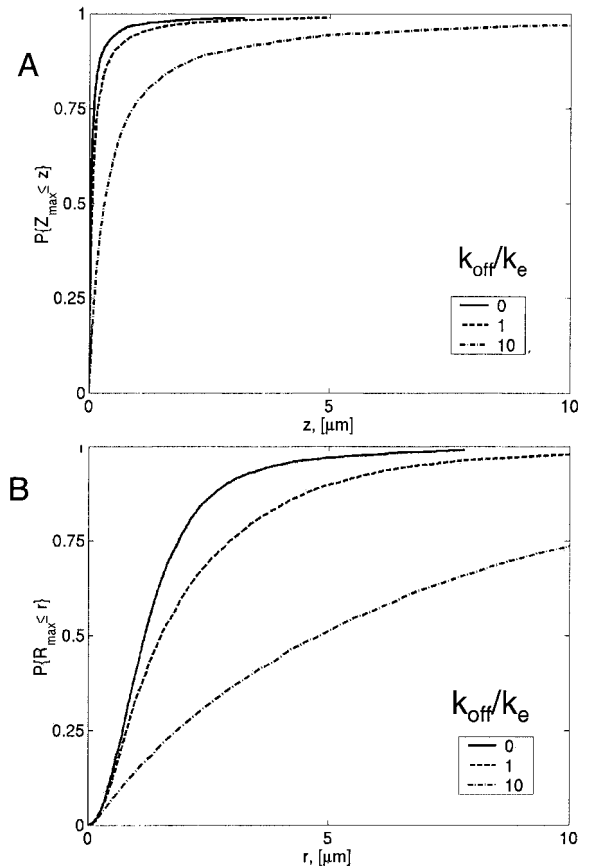 A
1
0.75
0.5
0.25
0
P{Z_max ≤ z}
k_off/k_e
0
1
10
0 5 10
z, [μm]
B
1
0.75
0.5
0.25
0
P{R_max ≤ r}
k_off/k_e
0
1
10
0 5 10
r, [μm]